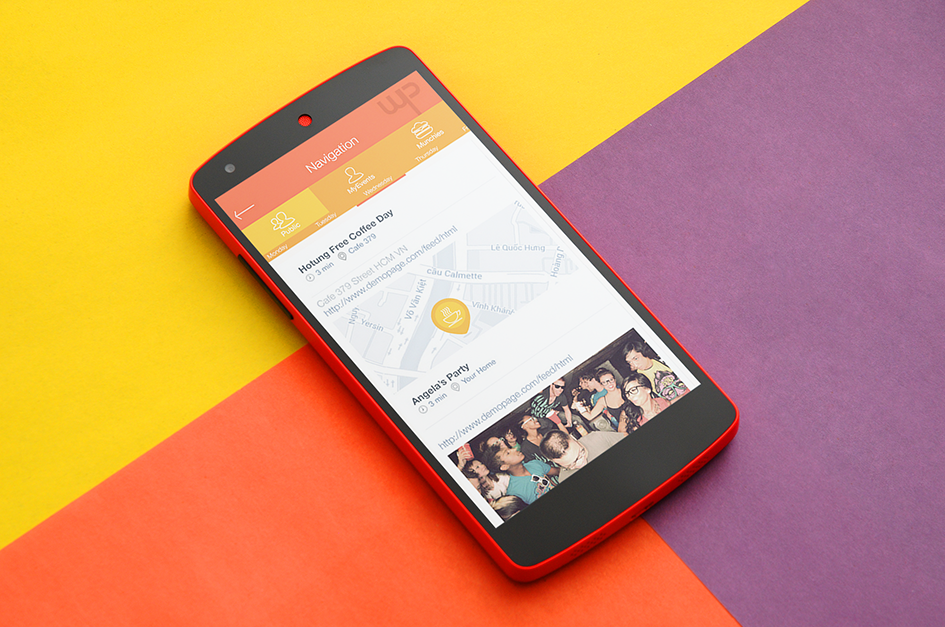 Navigation
Public
MyEvents
Munchies
Monday
Tuesday
Wednesday
Thursday
Hotung Free Coffee Day
3 min
Cafe 379
Cafe 379 Street HCM VN
http://www.demopage.com/feed/html
Lê Quốc Hưng
Hoàng
cầu Calmette
Võ Văn Kiệt
Vĩnh Khánh
Yersin
Angela's Party
3 min
Your Home
http://www.demopage.com/feed/html